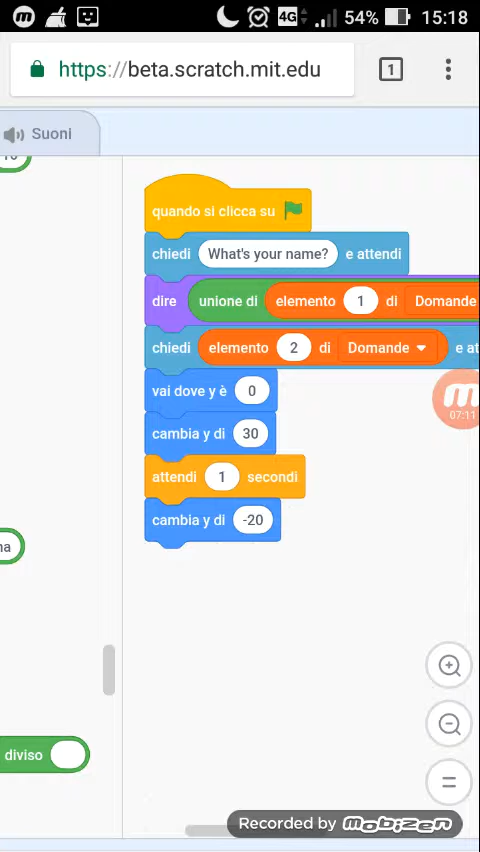 4G 54% 15:18
https://beta.scratch.mit.edu 1
Suoni
quando si clicca su
chiedi What's your name? e attendi
dire unione di elemento 1 di Domande
chiedi elemento 2 di Domande e at
vai dove y è 0
07:11
cambia y di 30
attendi 1 secondi
cambia y di -20
na
diviso
Recorded by mobizen